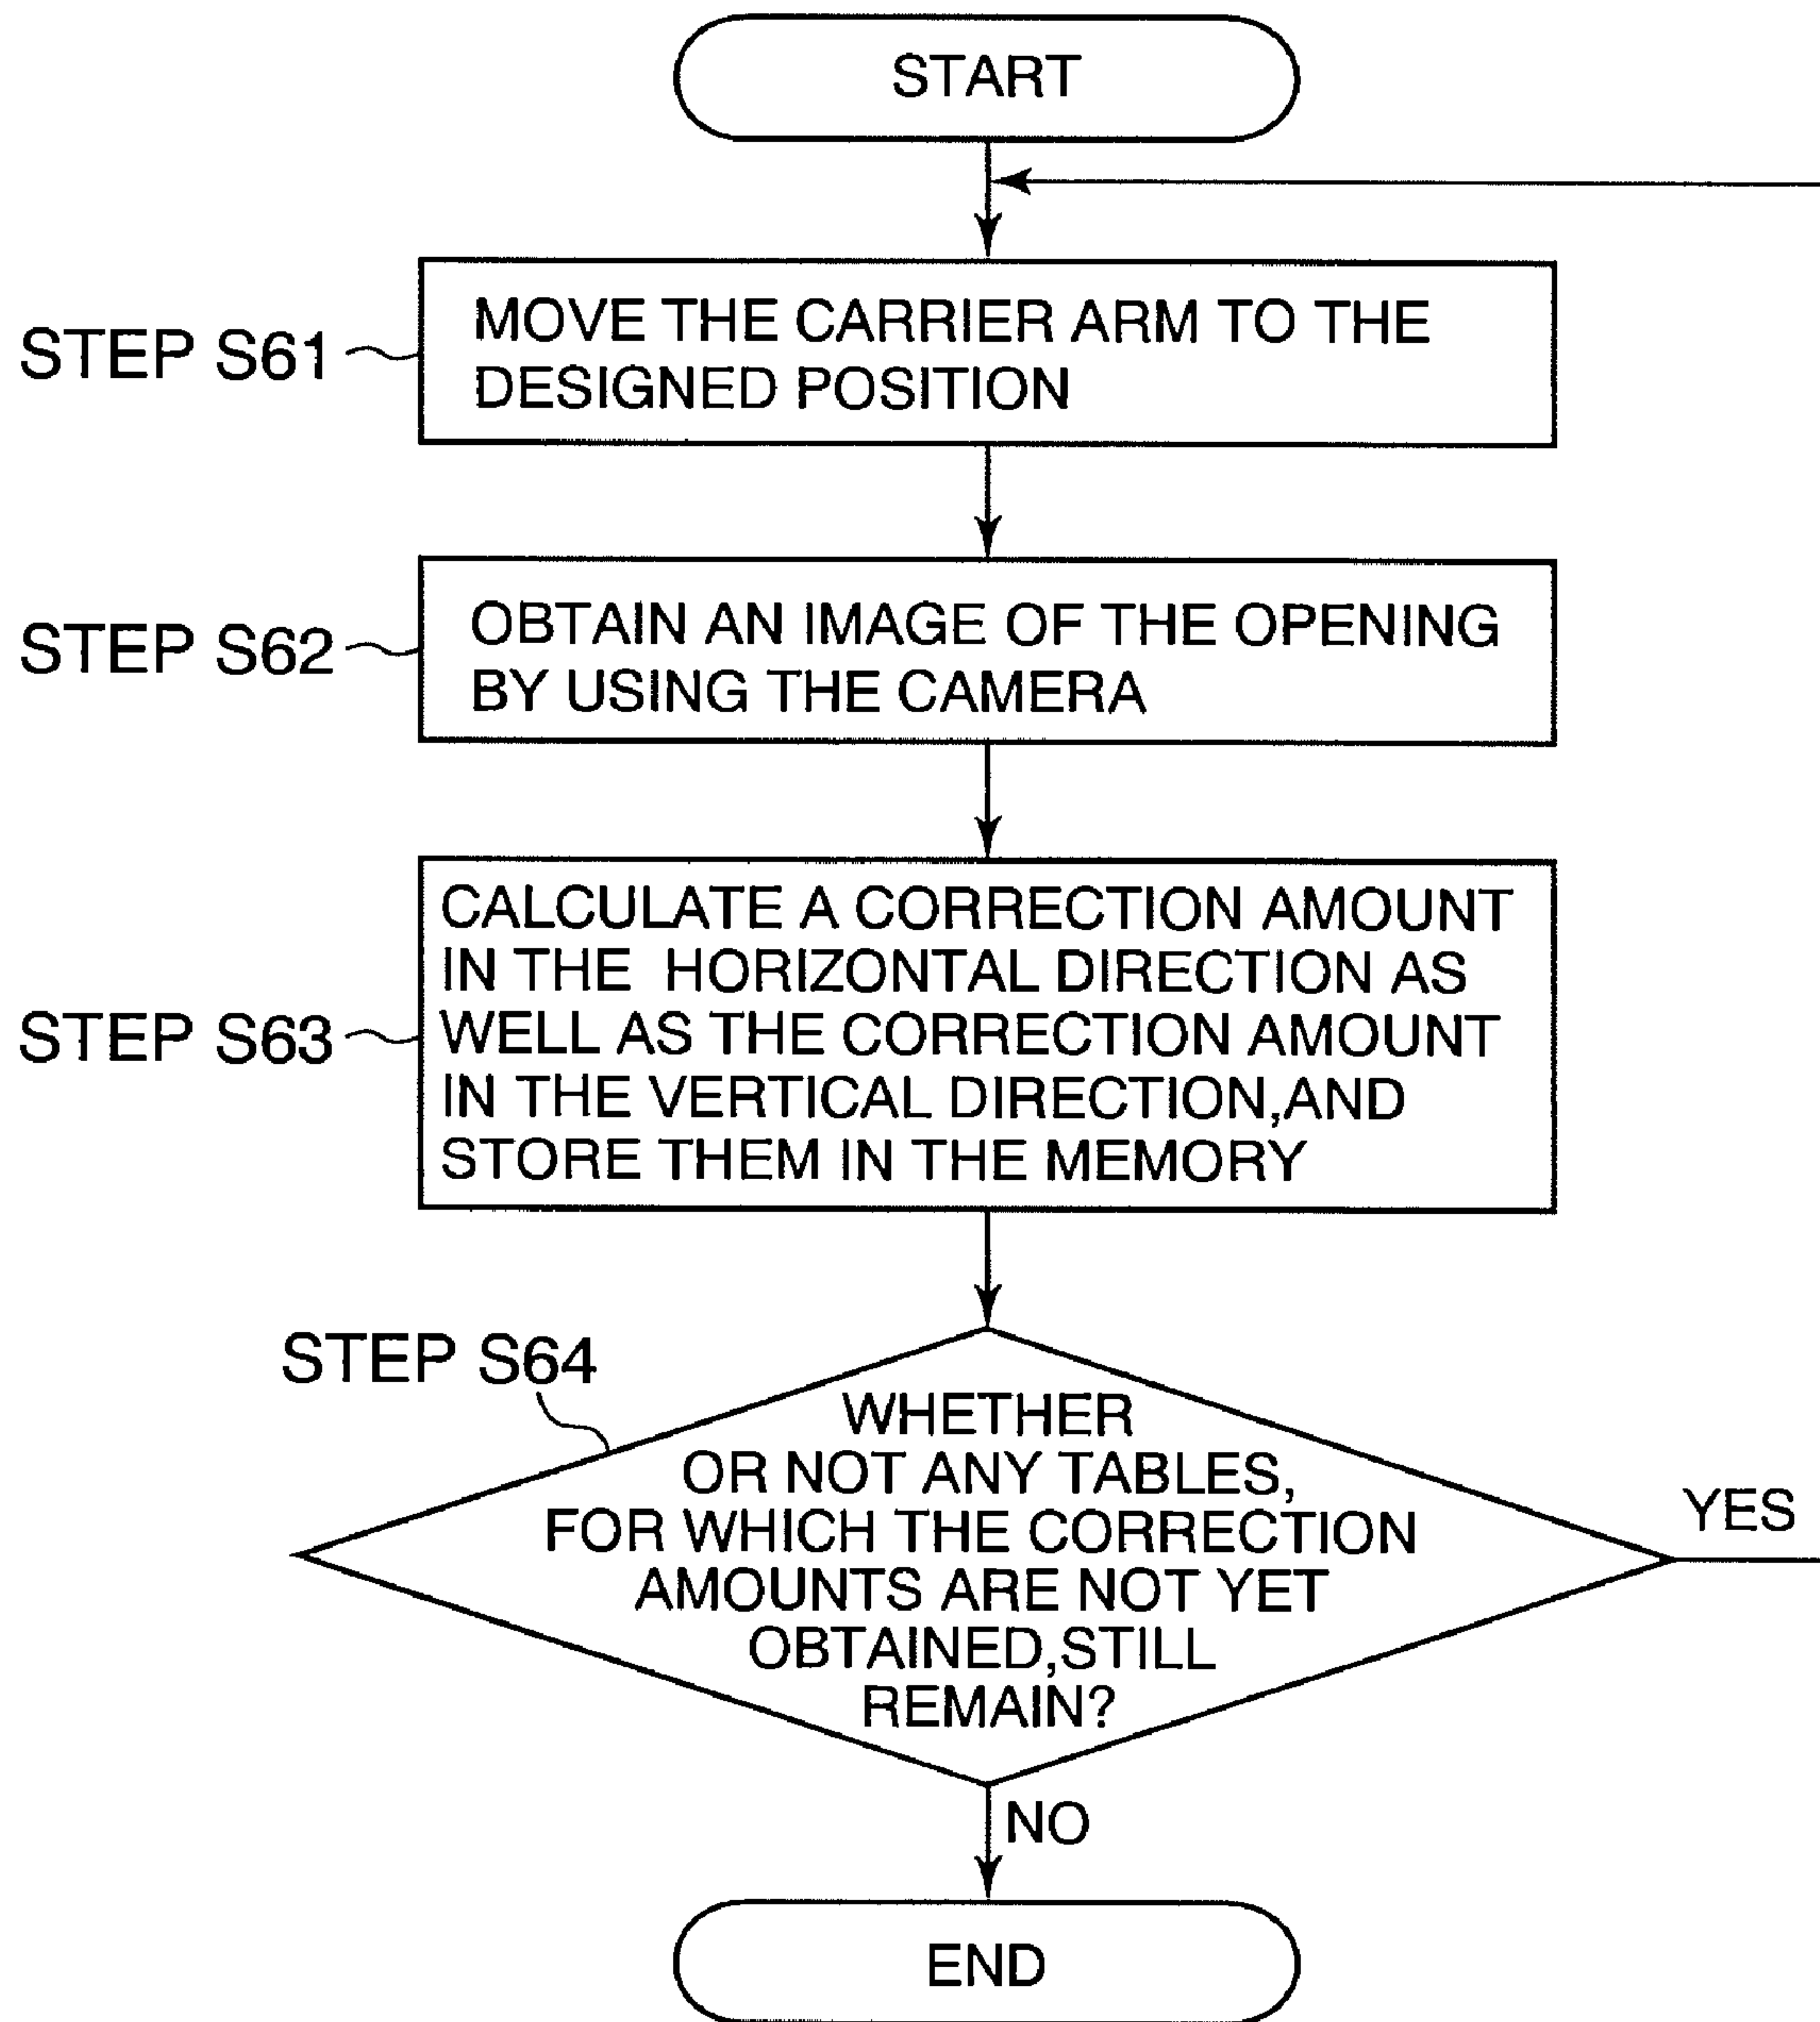 START
STEP S61
MOVE THE CARRIER ARM TO THE
DESIGNED POSITION
STEP S62
OBTAIN AN IMAGE OF THE OPENING
BY USING THE CAMERA
STEP S63
CALCULATE A CORRECTION AMOUNT
IN THE HORIZONTAL DIRECTION AS
WELL AS THE CORRECTION AMOUNT
IN THE VERTICAL DIRECTION,AND
STORE THEM IN THE MEMORY
STEP S64
WHETHER
OR NOT ANY TABLES,
FOR WHICH THE CORRECTION
AMOUNTS ARE NOT YET
OBTAINED,STILL
REMAIN?
YES
NO
END